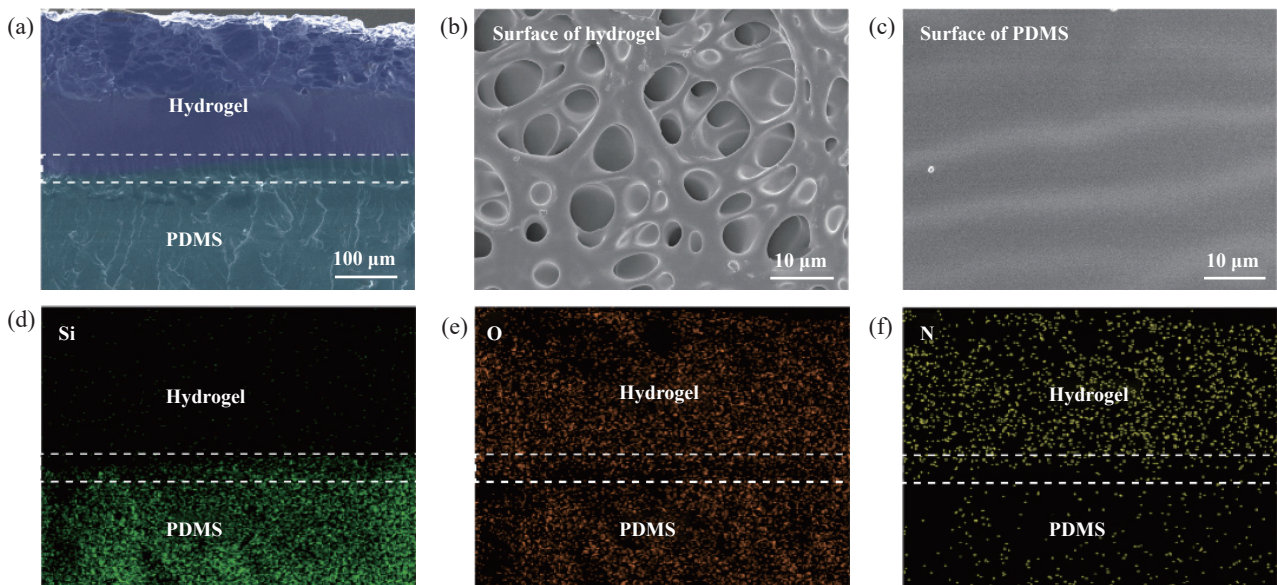 (a)
Hydrogel
PDMS
100 μm
(b)
Surface of hydrogel
10 μm
(c)
Surface of PDMS
10 μm
(d)
Si
Hydrogel
PDMS
(e)
O
Hydrogel
PDMS
(f)
N
Hydrogel
PDMS